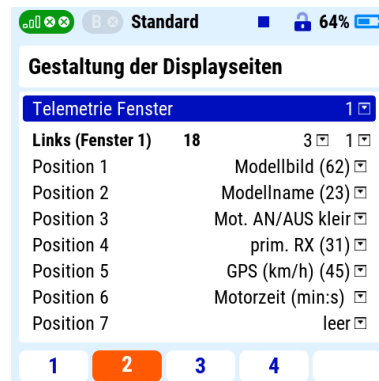 B Standard 64%
Gestaltung der Displayseiten
Telemetrie Fenster 1
Links (Fenster 1) 18 3 1
Position 1 Modellbild (62)
Position 2 Modellname (23)
Position 3 Mot. AN/AUS kleir
Position 4 prim. RX (31)
Position 5 GPS (km/h) (45)
Position 6 Motorzeit (min:s)
Position 7 leer
1 2 3 4